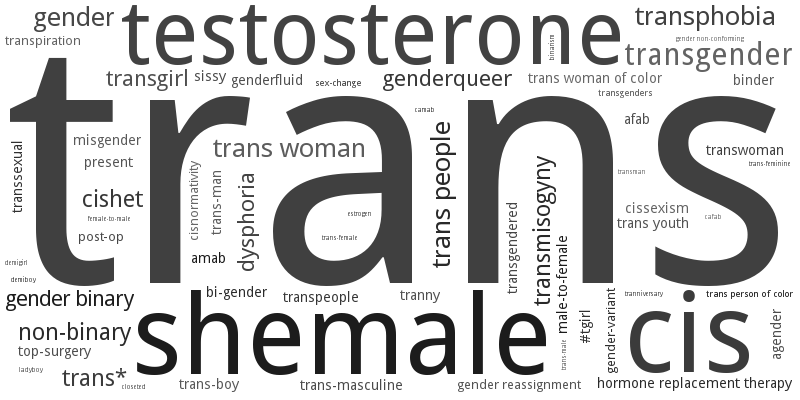 gender
testosterone
transphobia
transpiration
binarism
gender non-conforming
transgender
transgirl
sissy
genderfluid
sex-change
genderqueer
trans woman of color
binder
transgenders
trans
camab
afab
misgender
present
trans woman
trans people
transwoman
trans-feminine
transsexual
cishet
female-to-male
post-op
cisnormativity
trans-man
dysphoria
estrogen
trans-female
transgendered
transmisogyny
transman
cissexism
cafab
trans youth
amab
demigirl
demiboy
gender binary
bi-gender
transpeople
tranny
male-to-female
#tgirl
gender-variant
tranniversary
trans person of color
non-binary
shemale
cis
agender
top-surgery
trans-male
ladyboy
trans*
closeted
trans-boy
trans-masculine
gender reassignment
hormone replacement therapy